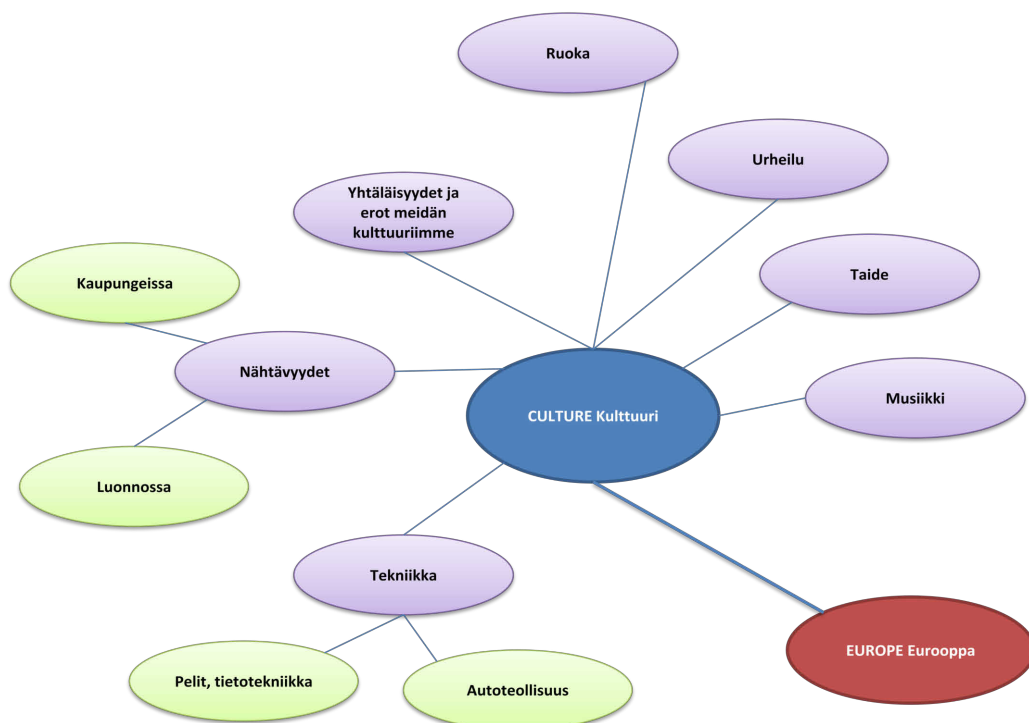 Ruoka
Urheilu
Yhtäläisyydet ja
erot meidän
kulttuuriimme
Taide
Kaupungeissa
Nähtävyydet
Musiikki
CULTURE Kulttuuri
Luonnossa
Tekniikka
EUROPE Eurooppa
Pelit, tietotekniikka
Autoteollisuus